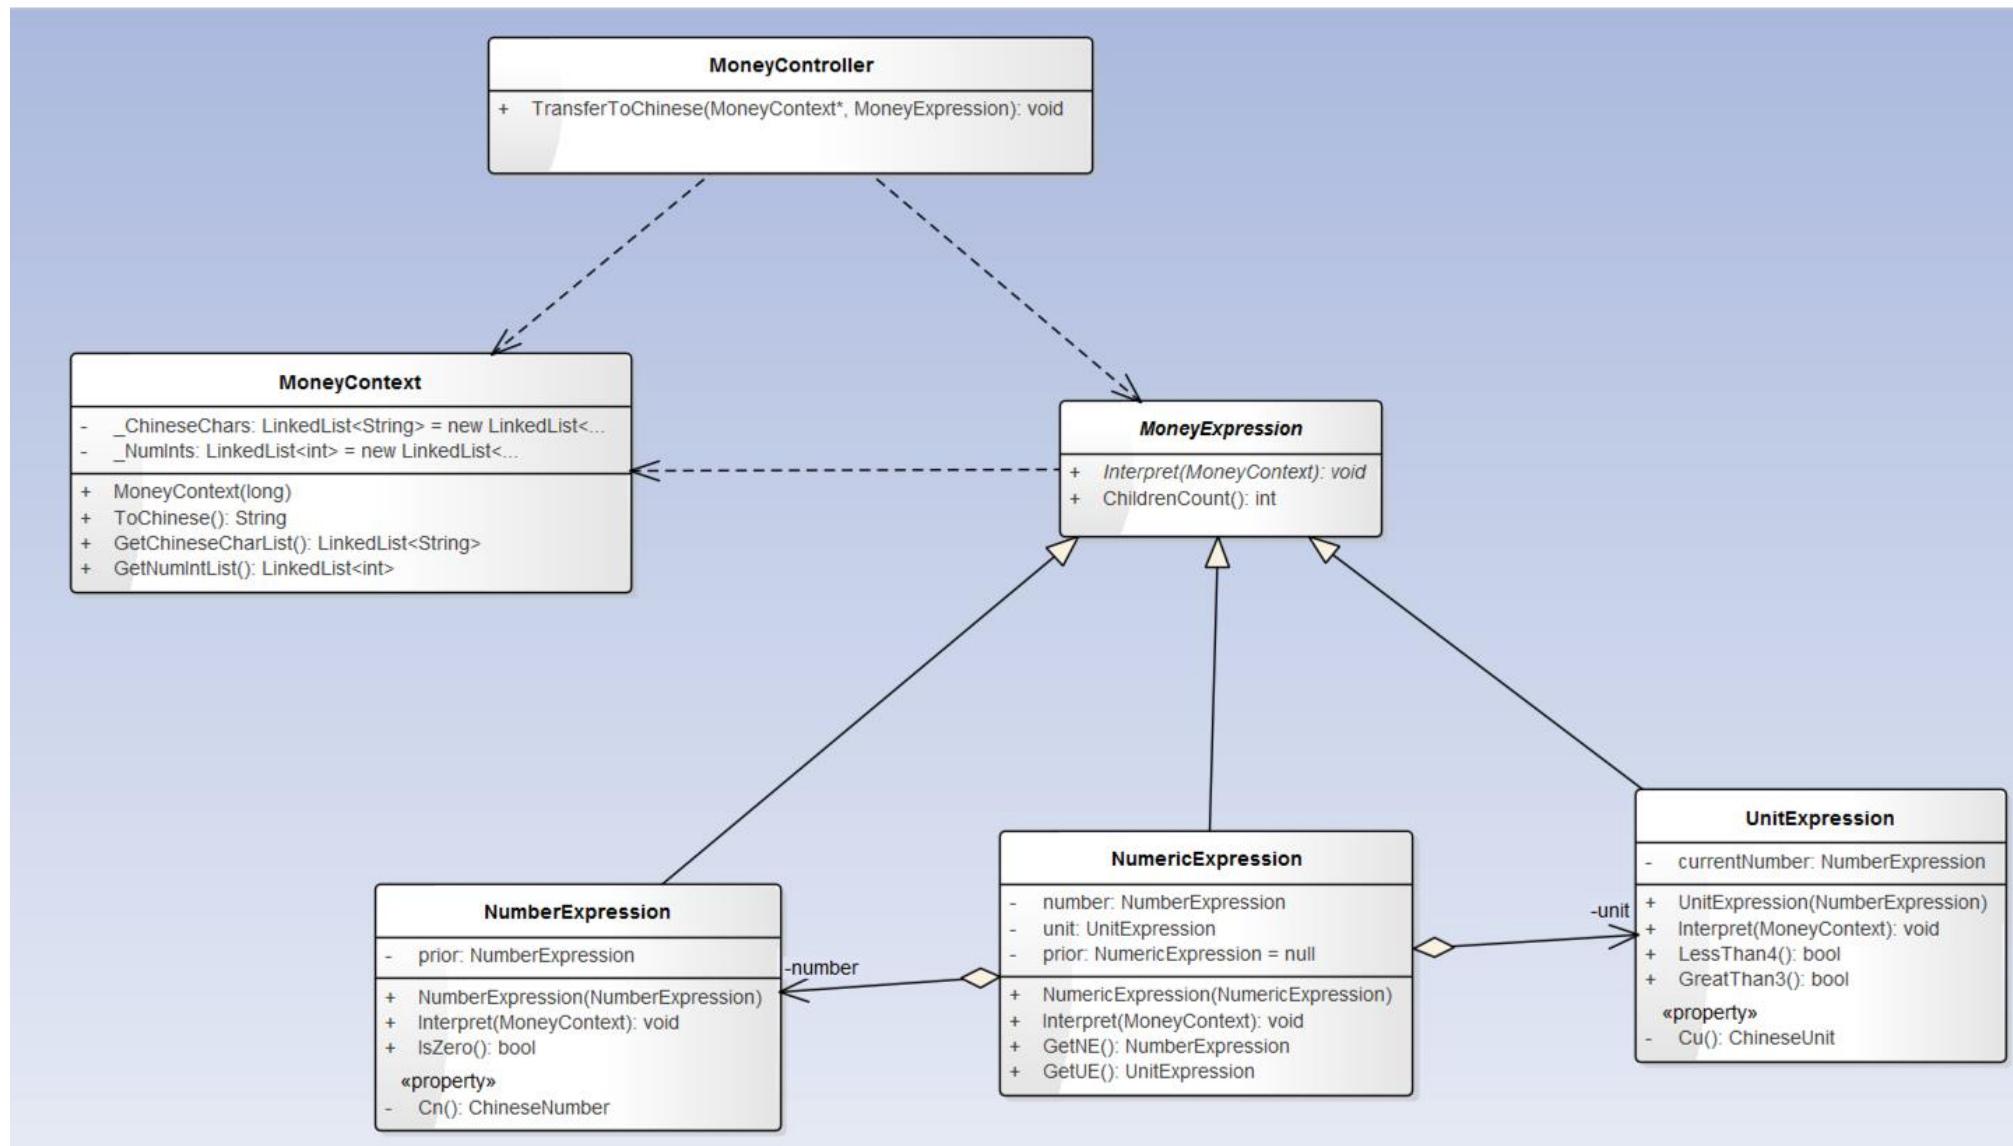 MoneyController
+ TransferToChinese(MoneyContext*, MoneyExpression): void
MoneyContext
- _ChineseChars: LinkedList<String> = new LinkedList<...
- _NumInts: LinkedList<int> = new LinkedList<...
+ MoneyContext(long)
+ ToChinese(): String
+ GetChineseCharList(): LinkedList<String>
+ GetNumIntList(): LinkedList<int>
MoneyExpression
+ Interpret(MoneyContext): void
+ ChildrenCount(): int
NumberExpression
- prior: NumberExpression
+ NumberExpression(NumberExpression)
+ Interpret(MoneyContext): void
+ IsZero(): bool
«property»
- Cn(): ChineseNumber
-number
NumericExpression
- number: NumberExpression
- unit: UnitExpression
- prior: NumericExpression = null
+ NumericExpression(NumericExpression)
+ Interpret(MoneyContext): void
+ GetNE(): NumberExpression
+ GetUE(): UnitExpression
-unit
UnitExpression
- currentNumber: NumberExpression
+ UnitExpression(NumberExpression)
+ Interpret(MoneyContext): void
+ LessThan4(): bool
+ GreatThan3(): bool
«property»
- Cu(): ChineseUnit